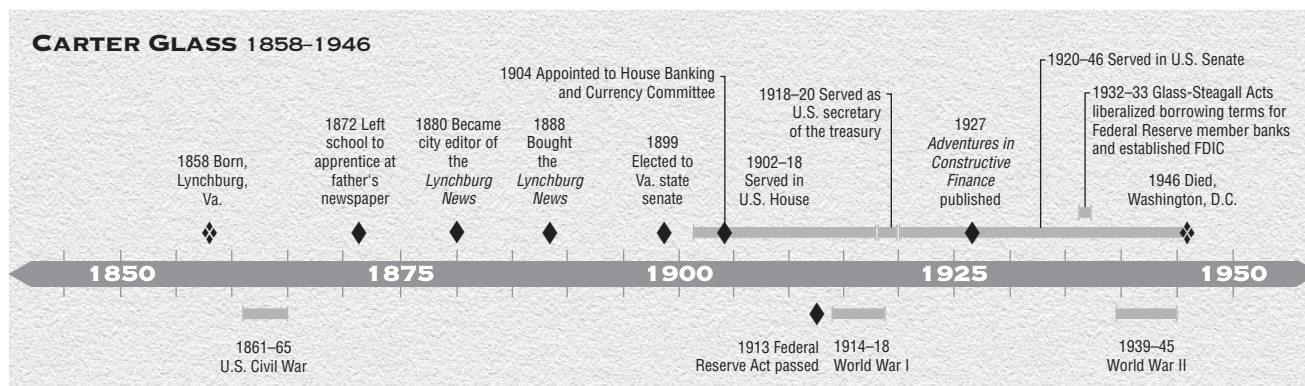 CARTER GLASS 1858–1946
1858 Born,
Lynchburg,
Va.
1872 Left
school to
apprentice at
father's
newspaper
1880 Became
city editor of
the
Lynchburg
News
1888
Bought
the
Lynchburg
News
1899
Elected to
Va. state
senate
1904 Appointed to House Banking
and Currency Committee
1902–18
Served in
U.S. House
1918–20 Served as
U.S. secretary
of the treasury
1927
Adventures in
Constructive
Finance
published
1920–46 Served in U.S. Senate
1932–33 Glass-Steagall Acts
liberalized borrowing terms for
Federal Reserve member banks
and established FDIC
1946 Died,
Washington, D.C.
1850
1875
1900
1925
1950
1861–65
U.S. Civil War
1913 Federal
Reserve Act passed
1914–18
World War I
1939–45
World War II